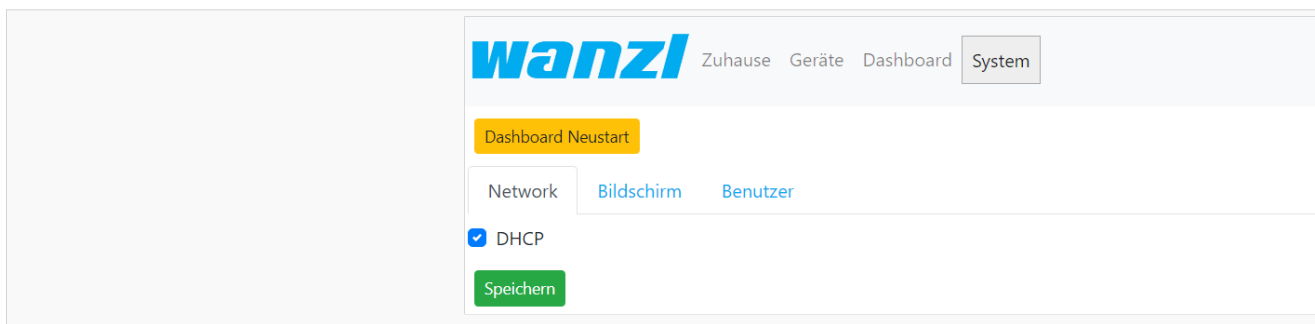 wanzl Zuhause Geräte Dashboard System
Dashboard Neustart
Network Bildschirm Benutzer
DHCP
Speichern